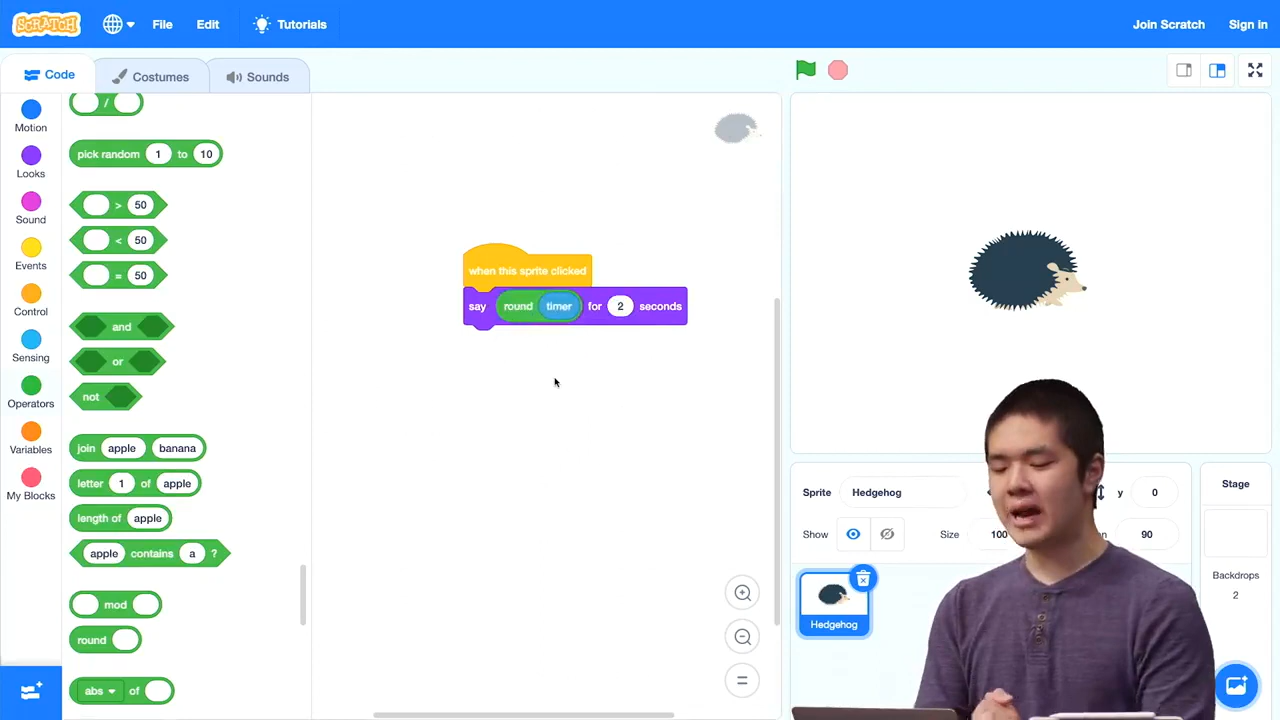 SCRATCH
File
Edit
Tutorials
Join Scratch
Sign in
Code
Costumes
Sounds
Motion
Looks
Sound
Events
Control
Sensing
Operators
Variables
My Blocks
/
pick random 1 to 10
> 50
< 50
= 50
and
or
not
join apple banana
letter 1 of apple
length of apple
apple contains a ?
mod
round
abs of
when this sprite clicked
say round timer for 2 seconds
Sprite Hedgehog
y 0
Show
Size 100
90
Hedgehog
Stage
Backdrops
2